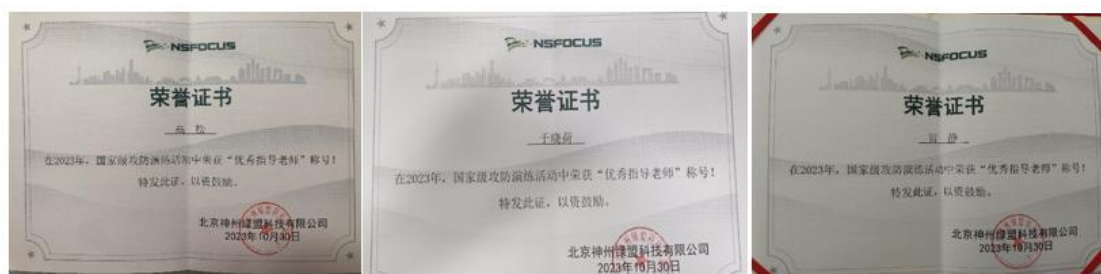 NSFOCUS
荣誉证书
高松
在2023年，国家级攻防演练活动中荣获“优秀指导老师”称号！
特发此证，以资鼓励。
北京神州绿盟科技有限公司
2023年10月30日
NSFOCUS
荣誉证书
于晓荷
在2023年，国家级攻防演练活动中荣获“优秀指导老师”称号！
特发此证，以资鼓励。
北京神州绿盟科技有限公司
2023年10月30日
NSFOCUS
荣誉证书
静
在2023年，国家级攻防演练活动中荣获“优秀指导老师”称号！
特发此证，以资鼓励。
北京神州绿盟科技有限公司
2023年10月30日